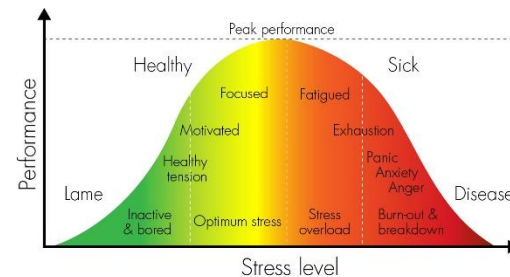 Peak performance
Healthy
Sick
Focused
Fatigued
Motivated
Exhaustion
Healthy
tension
Panic
Anxiety
Anger
Lame
Disease
Inactive
& bored
Optimum stress
Stress
overload
Burn-out &
breakdown
Performance
Stress level